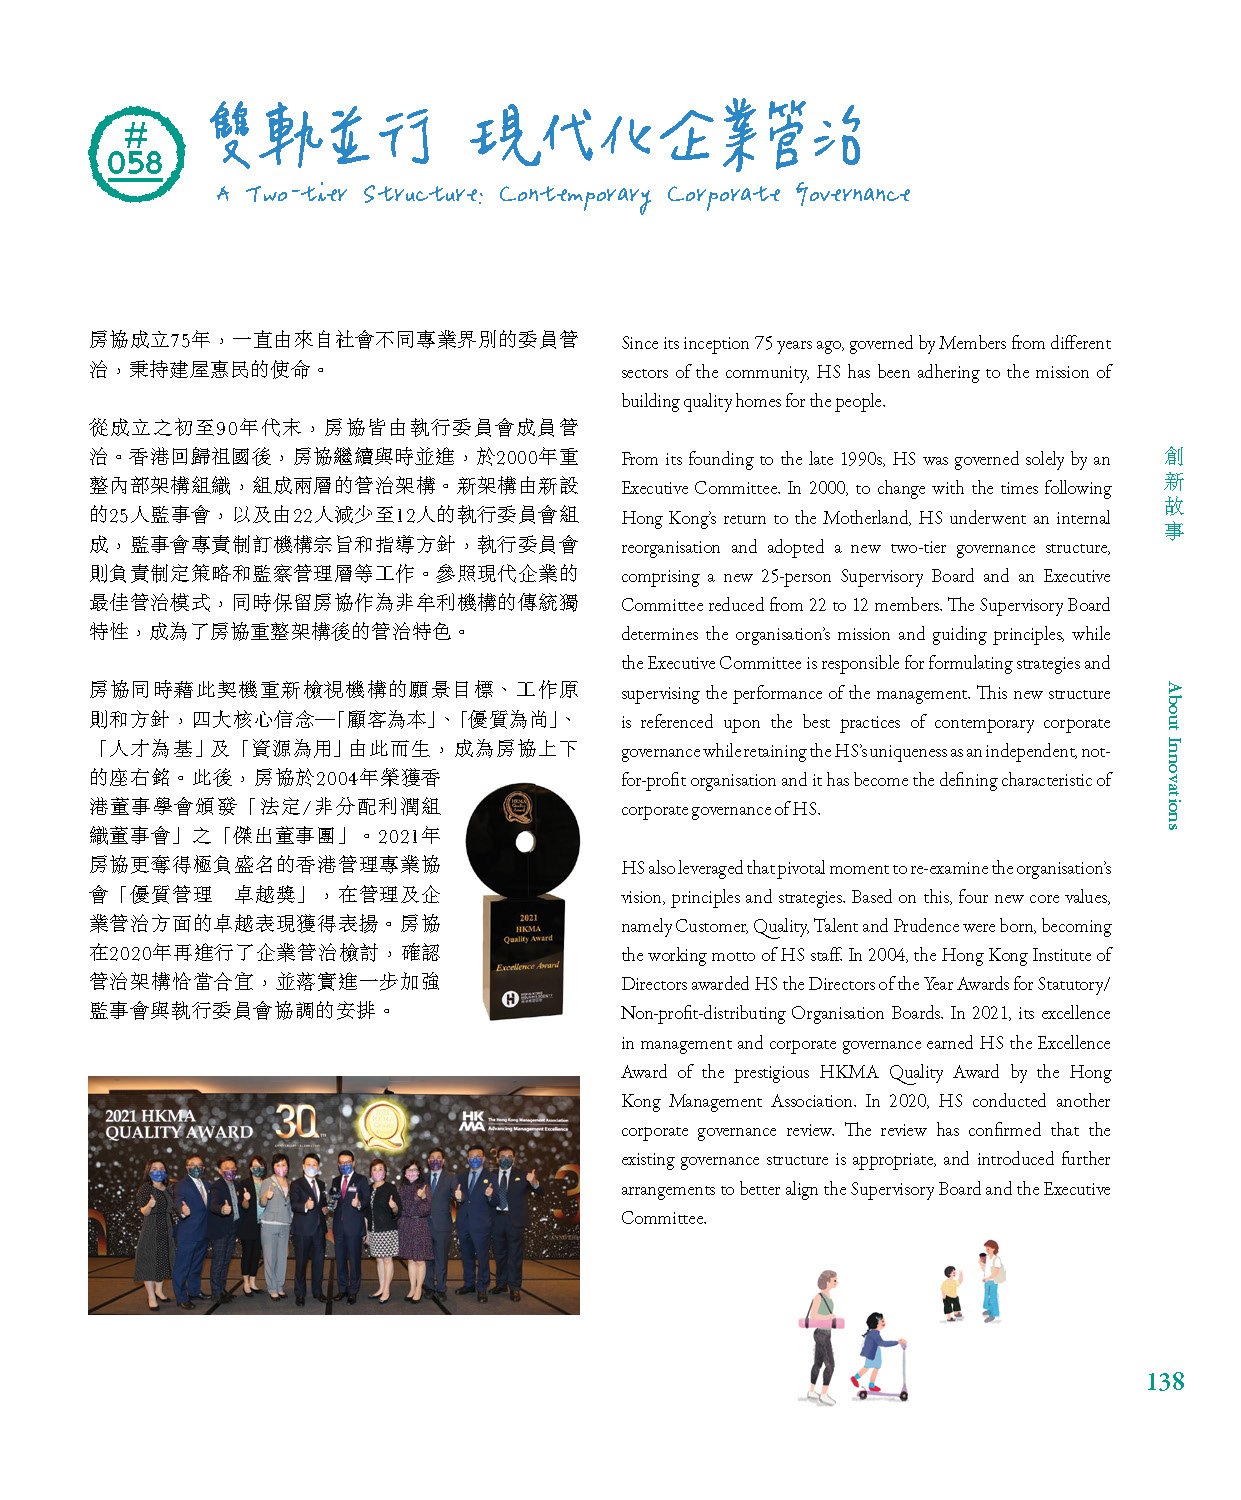 #
058
雙軌並行 現代化企業管治
A Two-tier Structure: Contemporary Corporate Governance
房協成立75年，一直由來自社會不同專業界別的委員管
治，秉持建屋惠民的使命。
從成立之初至90年代末，房協皆由執行委員會成員管
治。香港回歸祖國後，房協繼續與時並進，於2000年重
整內部架構組織，組成兩層的管治架構。新架構由新設
的25人監事會，以及由22人減少至12人的執行委員會組
成，監事會專責制訂機構宗旨和指導方針，執行委員會
則負責制定策略和監察管理層等工作。參照現代企業的
最佳管治模式，同時保留房協作為非牟利機構的傳統獨
特性，成為了房協重整架構後的管治特色。
房協同時藉此契機重新檢視機構的願景目標、工作原
則和方針，四大核心信念—「顧客為本」、「優質為尚」、
「人才為基」及「資源為用」由此而生，成為房協上下
的座右銘。此後，房協於2004年榮獲香
港董事學會頒發「法定/非分配利潤組
織董事會」之「傑出董事團」。2021年
房協更奪得極負盛名的香港管理專業協
會「優質管理　卓越獎」，在管理及企
業管治方面的卓越表現獲得表揚。房協
在2020年再進行了企業管治檢討，確認
管治架構恰當合宜，並落實進一步加強
監事會與執行委員會協調的安排。
2021
HKMA
Quality Award
Excellence Award
2021 HKMA
QUALITY AWARD
30
HK
MA
The Hong Kong Management Association
Advancing Management Excellence
Since its inception 75 years ago, governed by Members from different
sectors of the community, HS has been adhering to the mission of
building quality homes for the people.
From its founding to the late 1990s, HS was governed solely by an
Executive Committee. In 2000, to change with the times following
Hong Kong’s return to the Motherland, HS underwent an internal
reorganisation and adopted a new two-tier governance structure,
comprising a new 25-person Supervisory Board and an Executive
Committee reduced from 22 to 12 members. The Supervisory Board
determines the organisation’s mission and guiding principles, while
the Executive Committee is responsible for formulating strategies and
supervising the performance of the management. This new structure
is referenced upon the best practices of contemporary corporate
governance while retaining the HS’s uniqueness as an independent, not-
for-profit organisation and it has become the defining characteristic of
corporate governance of HS.
HS also leveraged that pivotal moment to re-examine the organisation’s
vision, principles and strategies. Based on this, four new core values,
namely Customer, Quality, Talent and Prudence were born, becoming
the working motto of HS staff. In 2004, the Hong Kong Institute of
Directors awarded HS the Directors of the Year Awards for Statutory/
Non-profit-distributing Organisation Boards. In 2021, its excellence
in management and corporate governance earned HS the Excellence
Award of the prestigious HKMA Quality Award by the Hong
Kong Management Association. In 2020, HS conducted another
corporate governance review. The review has confirmed that the
existing governance structure is appropriate, and introduced further
arrangements to better align the Supervisory Board and the Executive
Committee.
創新故事
About Innovations
138